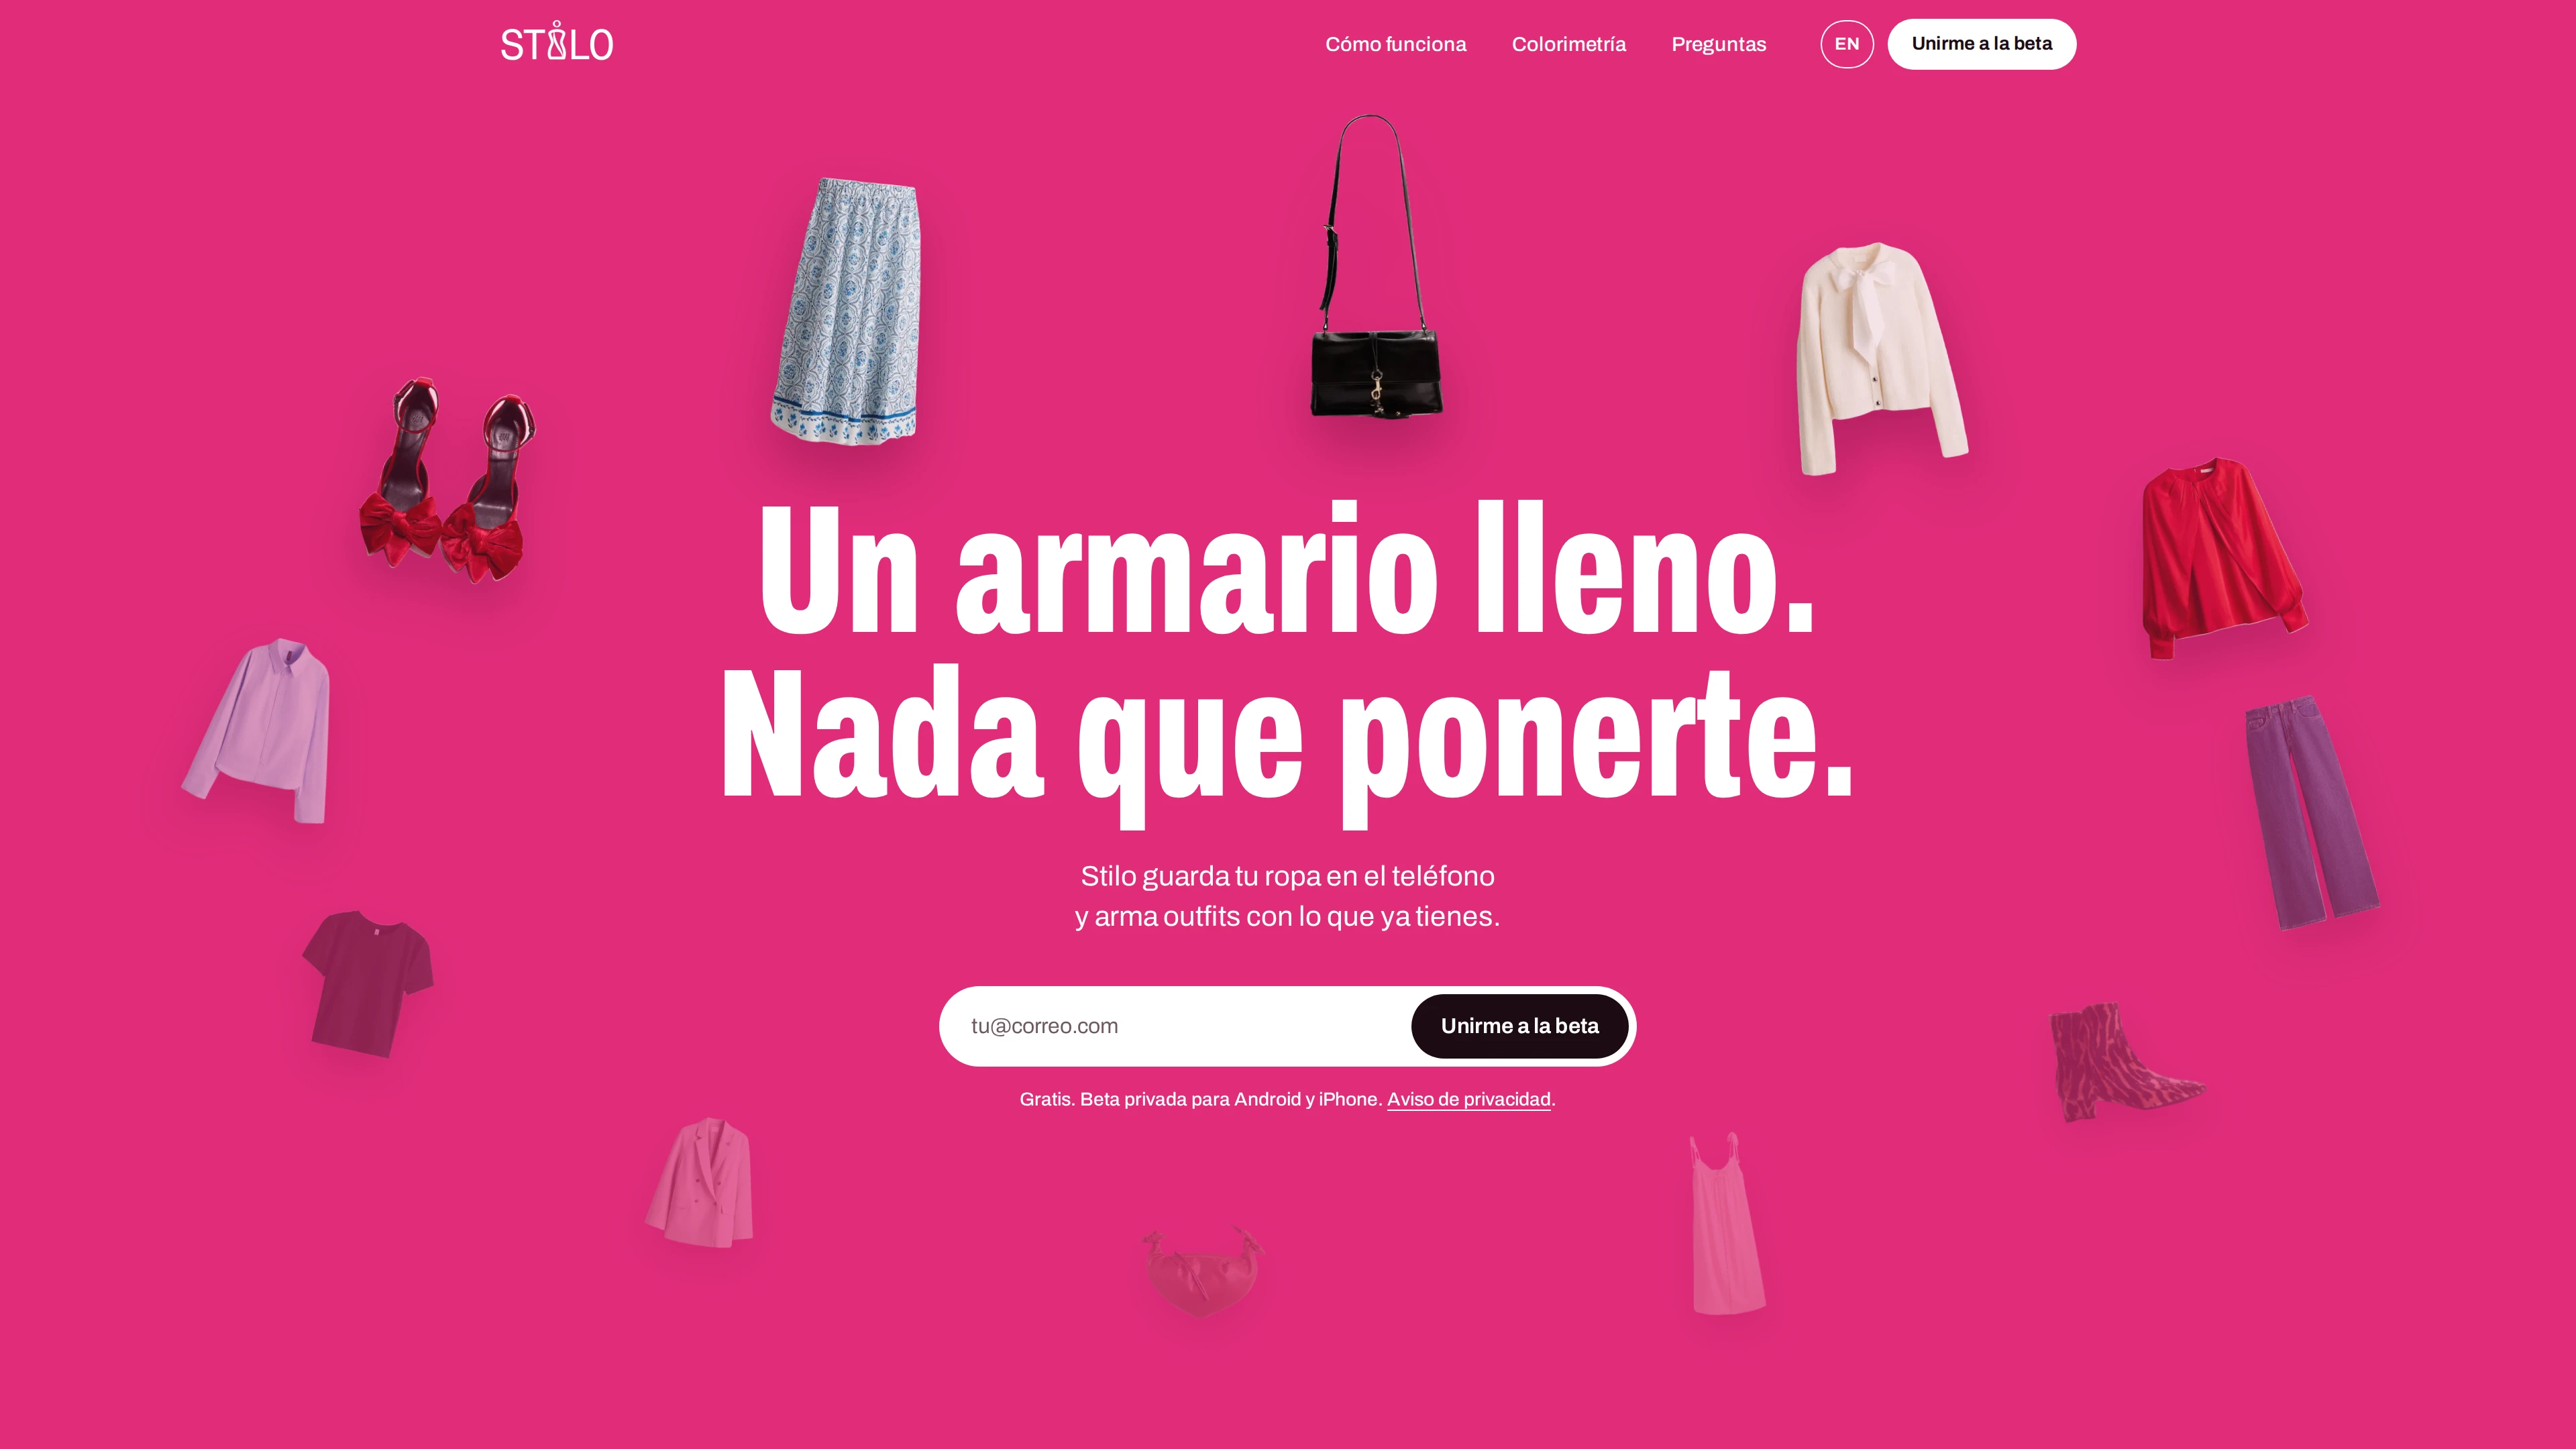 STILO
Cómo funciona
Colorimetría
Preguntas
EN
Unirme a la beta
Un armario lleno.
Nada que ponerte.
Stilo guarda tu ropa en el teléfono
y arma outfits con lo que ya tienes.
tu@correo.com
Unirme a la beta
Gratis. Beta privada para Android y iPhone. Aviso de privacidad.